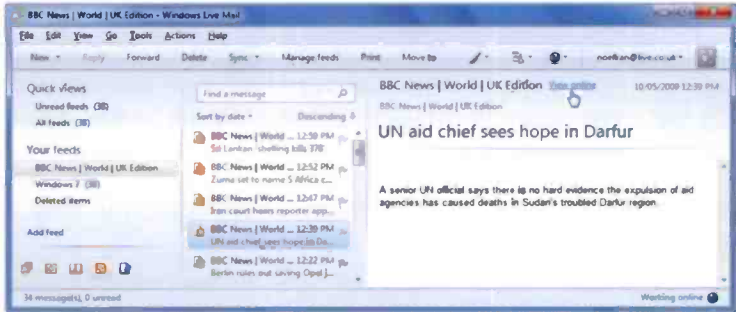 BBC News | World | UK Edition - Windows Live Mail
File Edit View Go Tools Actions Help
New Reply Forward Delete Sync Manage feeds Print Move to noelfran@live.co.uk
Quick views
Unread feeds (38)
All feeds (38)
Your feeds
BBC News | World | UK Edition
Windows 7 (38)
Deleted items
Add feed
Find a message
Sort by date Descending
BBC News | World ... 12:59 PM
Sri Lankan 'shelling kills 378'
BBC News | World ... 12:52 PM
Zuma set to name S Africa c...
BBC News | World ... 12:47 PM
Iran court hears reporter app...
BBC News | World ... 12:39 PM
UN aid chief sees hope in Da...
BBC News | World ... 12:22 PM
Berlin rules out saving Opel j...
BBC News | World | UK Edition View online 10/05/2009 12:39 PM
BBC News | World | UK Edition
UN aid chief sees hope in Darfur
A senior UN official says there is no hard evidence the expulsion of aid
agencies has caused deaths in Sudan's troubled Darfur region.
34 message(s), 0 unread
Working online